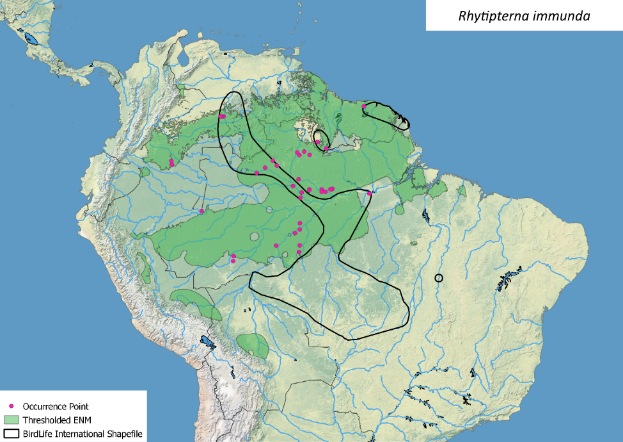 Rhytipterna immunda
Occurrence Point
Thresholded ENM
BirdLife International Shapefile